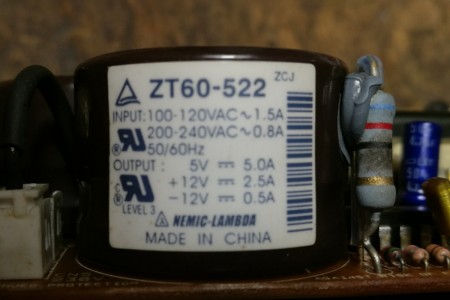 ZT60-522
ZCJ
INPUT: 100-120VAC~1.5A
200-240VAC~0.8A
50/60Hz
OUTPUT : 5V ⎓ 5.0A
+12V ⎓ 2.5A
-12V ⎓ 0.5A
LEVEL 3
NEMIC-LAMBDA
MADE IN CHINA